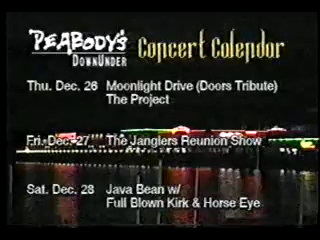 PEABODY'S
DOWNUNDER
Concert Calendar
Thu. Dec. 26 Moonlight Drive (Doors Tribute)
The Project
Fri. Dec. 27 The Janglers Reunion Show
Sat. Dec. 28 Java Bean w/
Full Blown Kirk & Horse Eye